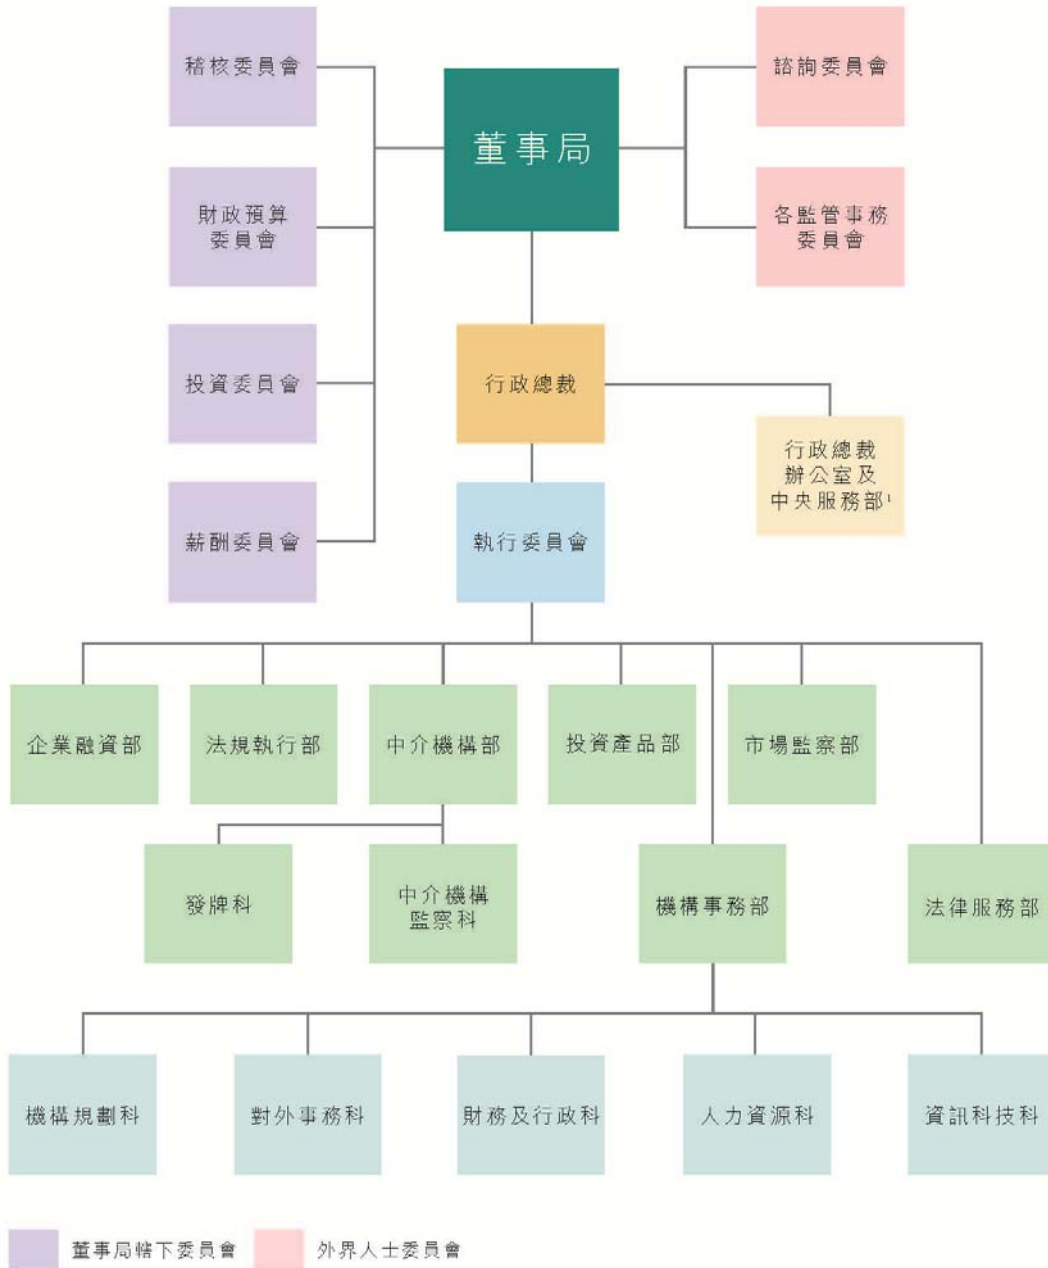 稽核委員會
董事局
諮詢委員會
財政預算
委員會
各監管事務
委員會
投資委員會
行政總裁
行政總裁
辦公室及
中央服務部¹
薪酬委員會
執行委員會
企業融資部
法規執行部
中介機構部
投資產品部
市場監察部
發牌科
中介機構
監察科
機構事務部
法律服務部
機構規劃科
對外事務科
財務及行政科
人力資源科
資訊科技科
董事局轄下委員會
外界人士委員會